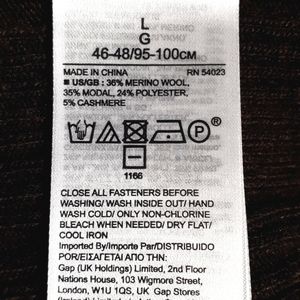 L
G
46-48/95-100CM
MADE IN CHINA RN 54023
■ US/GB : 36% MERINO WOOL,
35% MODAL, 24% POLYESTER,
5% CASHMERE
P
1166
CLOSE ALL FASTENERS BEFORE
WASHING/ WASH INSIDE OUT/ HAND
WASH COLD/ ONLY NON-CHLORINE
BLEACH WHEN NEEDED/ DRY FLAT/
COOL IRON
Imported By/Importe Par/DISTRIBUIDO
POR/ΕΙΣΑΓΕΤΑΙ ΑΠΟ ΤΗΝ
Gap (UK Holdings) Limited, 2nd Floor
Nations House, 103 Wigmore Street,
London, W1U 1QS, UK Gap Stores